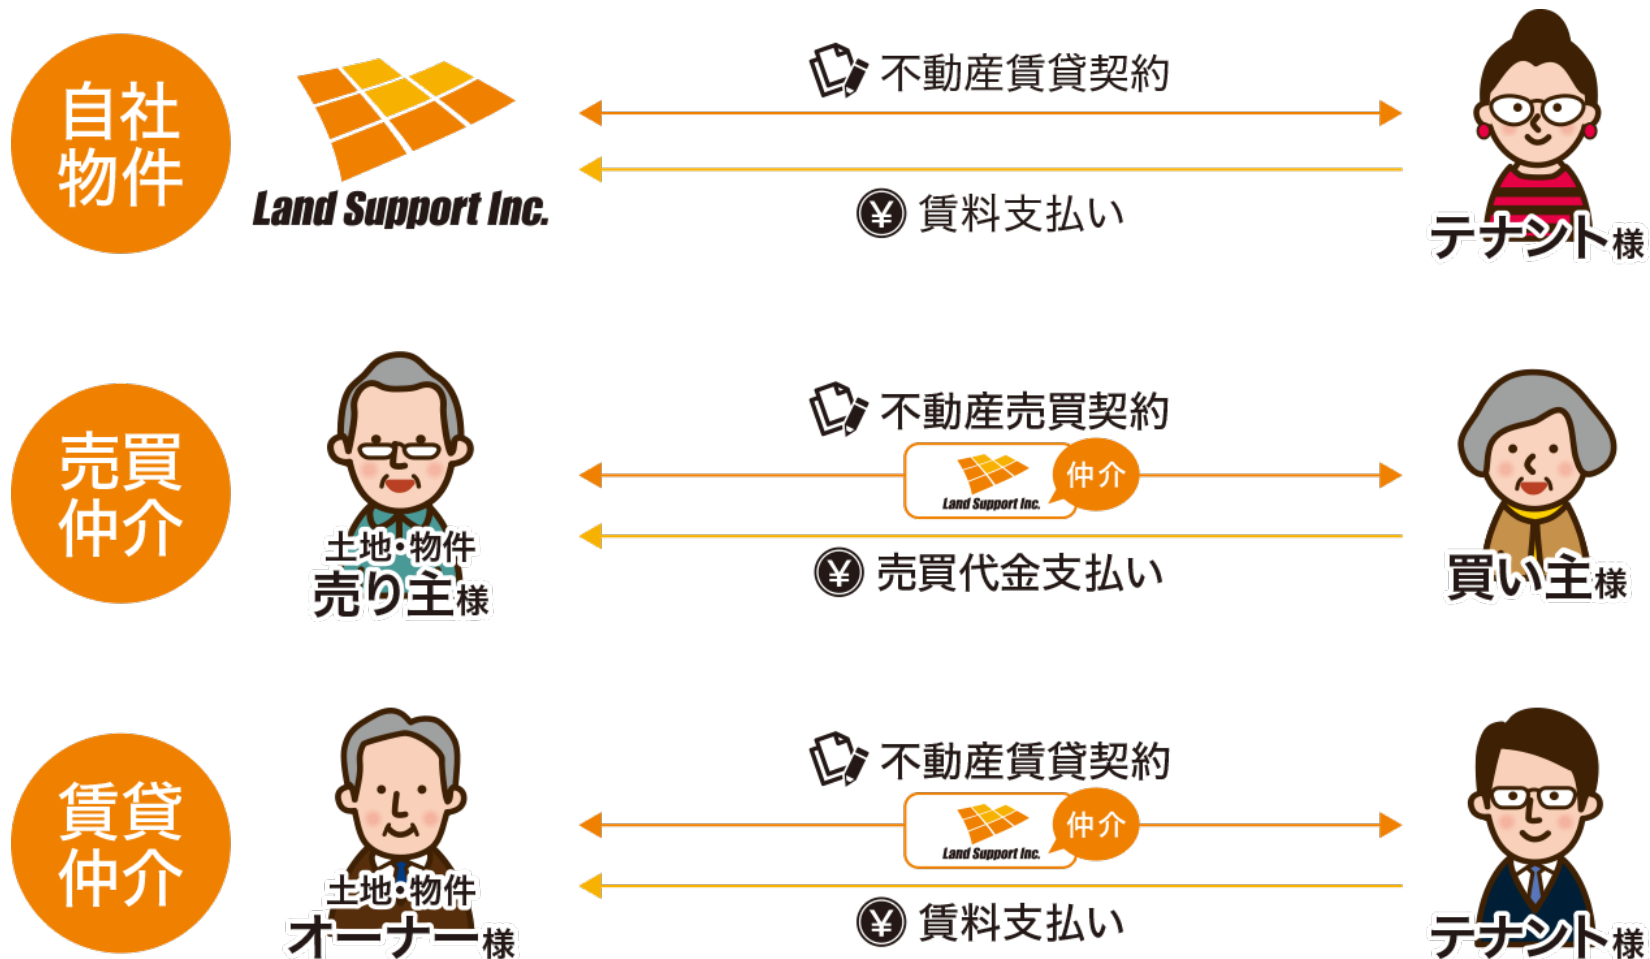 自社
物件
Land Support Inc.
不動産賃貸契約
¥ 賃料支払い
テナント様
売買
仲介
土地・物件
売り主様
不動産売買契約
Land Support Inc.
仲介
¥ 売買代金支払い
買い主様
賃貸
仲介
土地・物件
オーナー様
不動産賃貸契約
Land Support Inc.
仲介
¥ 賃料支払い
テナント様